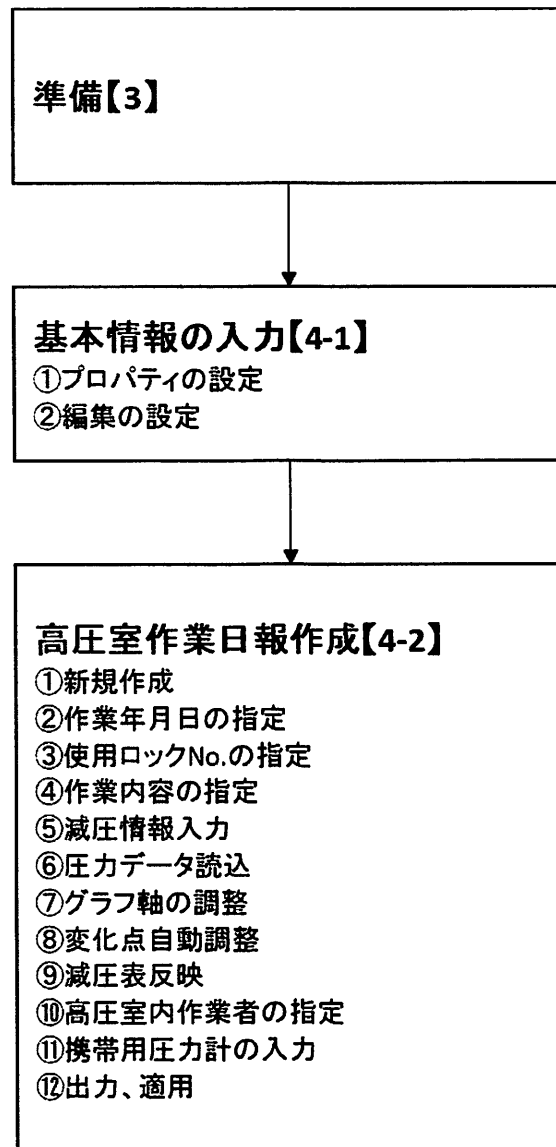 準備【3】
基本情報の入力【4-1】
①プロパティの設定
②編集の設定
高圧室作業日報作成【4-2】
①新規作成
②作業年月日の指定
③使用ロックNo.の指定
④作業内容の指定
⑤減圧情報入力
⑥圧力データ読込
⑦グラフ軸の調整
⑧変化点自動調整
⑨減圧表反映
⑩高圧室内作業者の指定
⑪携帯用圧力計の入力
⑫出力、適用